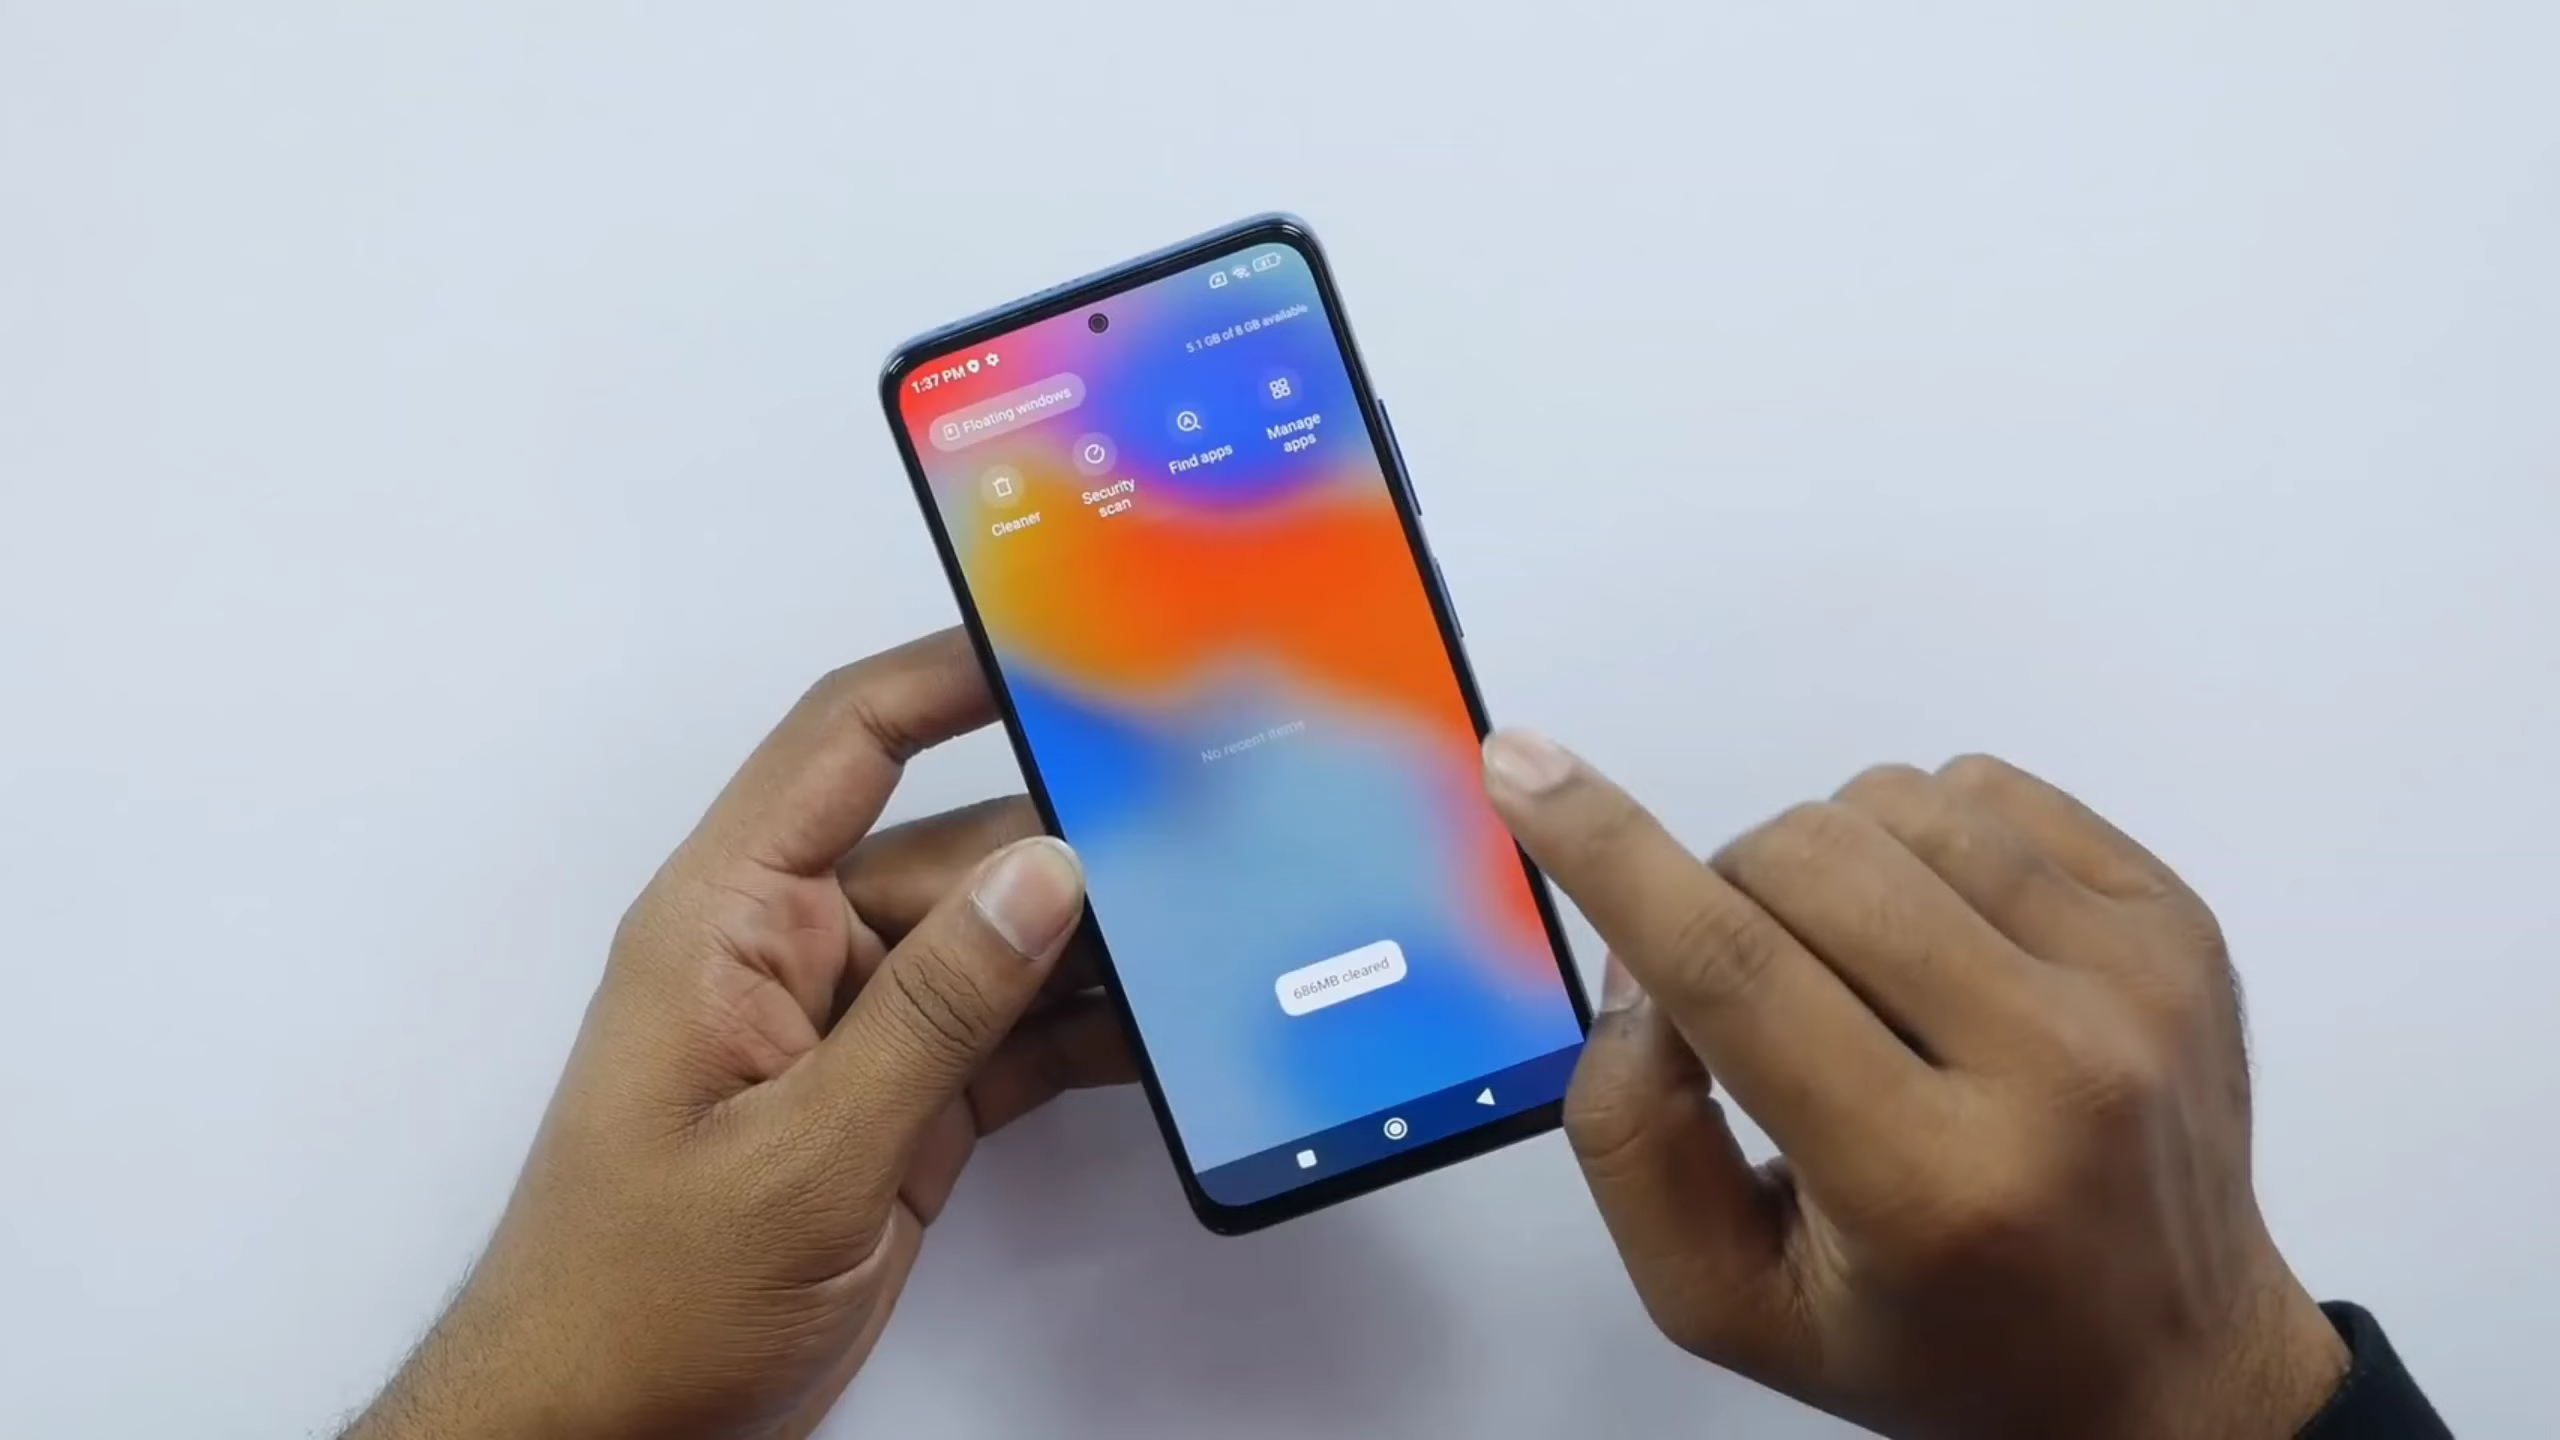 1:37 PM
5.1 GB of 8 GB available
Floating windows
Cleaner
Security
scan
Find apps
Manage
apps
No recent items
686MB cleared